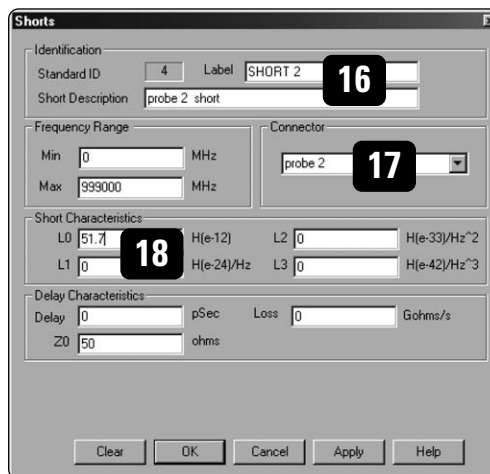 Shorts
Identification
Standard ID 4 Label SHORT 2
16
Short Description probe 2 short
Frequency Range
Min 0 MHz
Max 999000 MHz
Connector
probe 2
17
Short Characteristics
L0 51.7 H(e-12) L2 0 H(e-33)/Hz^2
18
L1 0 H(e-24)/Hz L3 0 H(e-42)/Hz^3
Delay Characteristics
Delay 0 pSec Loss 0 Gohms/s
Z0 50 ohms
Clear OK Cancel Apply Help